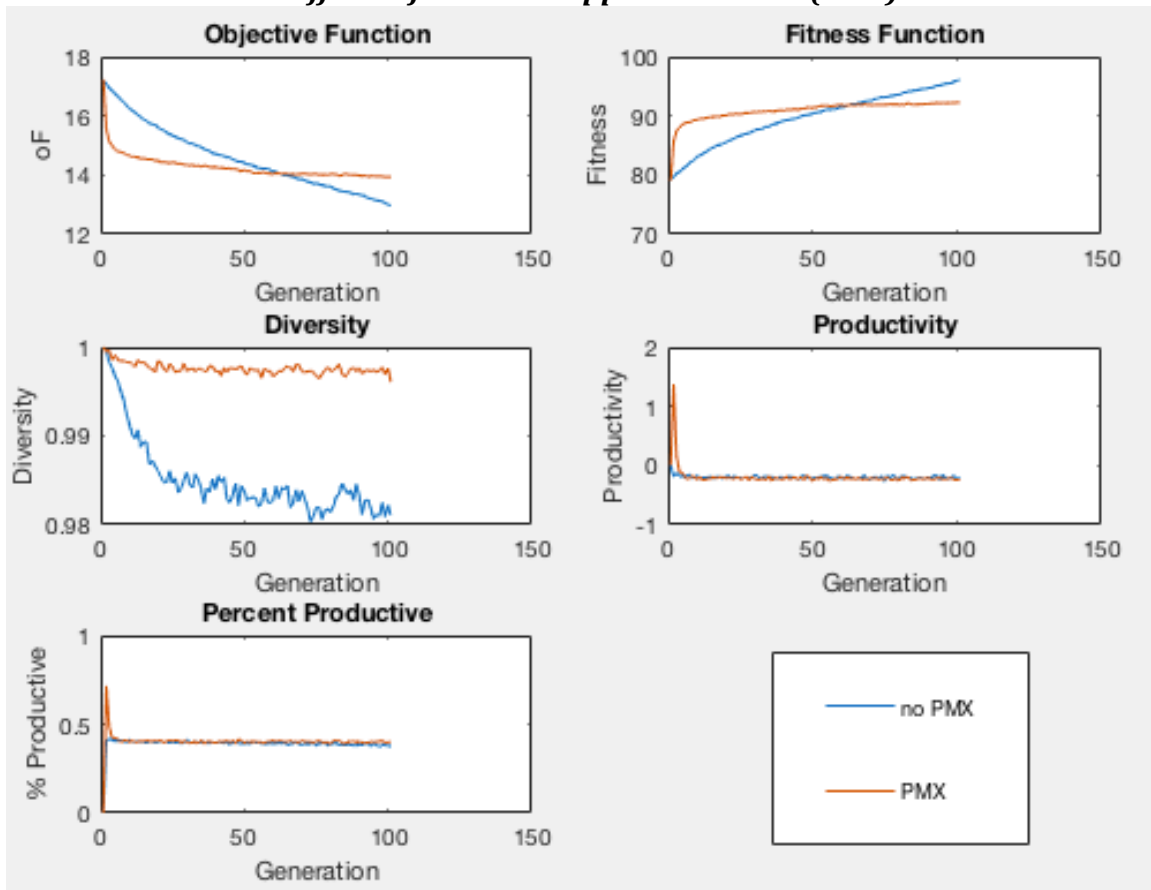 Objective Function
18
16
14
12
oF
0
50
100
150
Generation
Fitness Function
100
90
80
70
Fitness
0
50
100
150
Generation
Diversity
1
0.99
0.98
Diversity
0
50
100
150
Generation
Productivity
2
1
0
-1
Productivity
0
50
100
150
Generation
Percent Productive
1
0.5
0
% Productive
0
50
100
150
Generation
no PMX
PMX